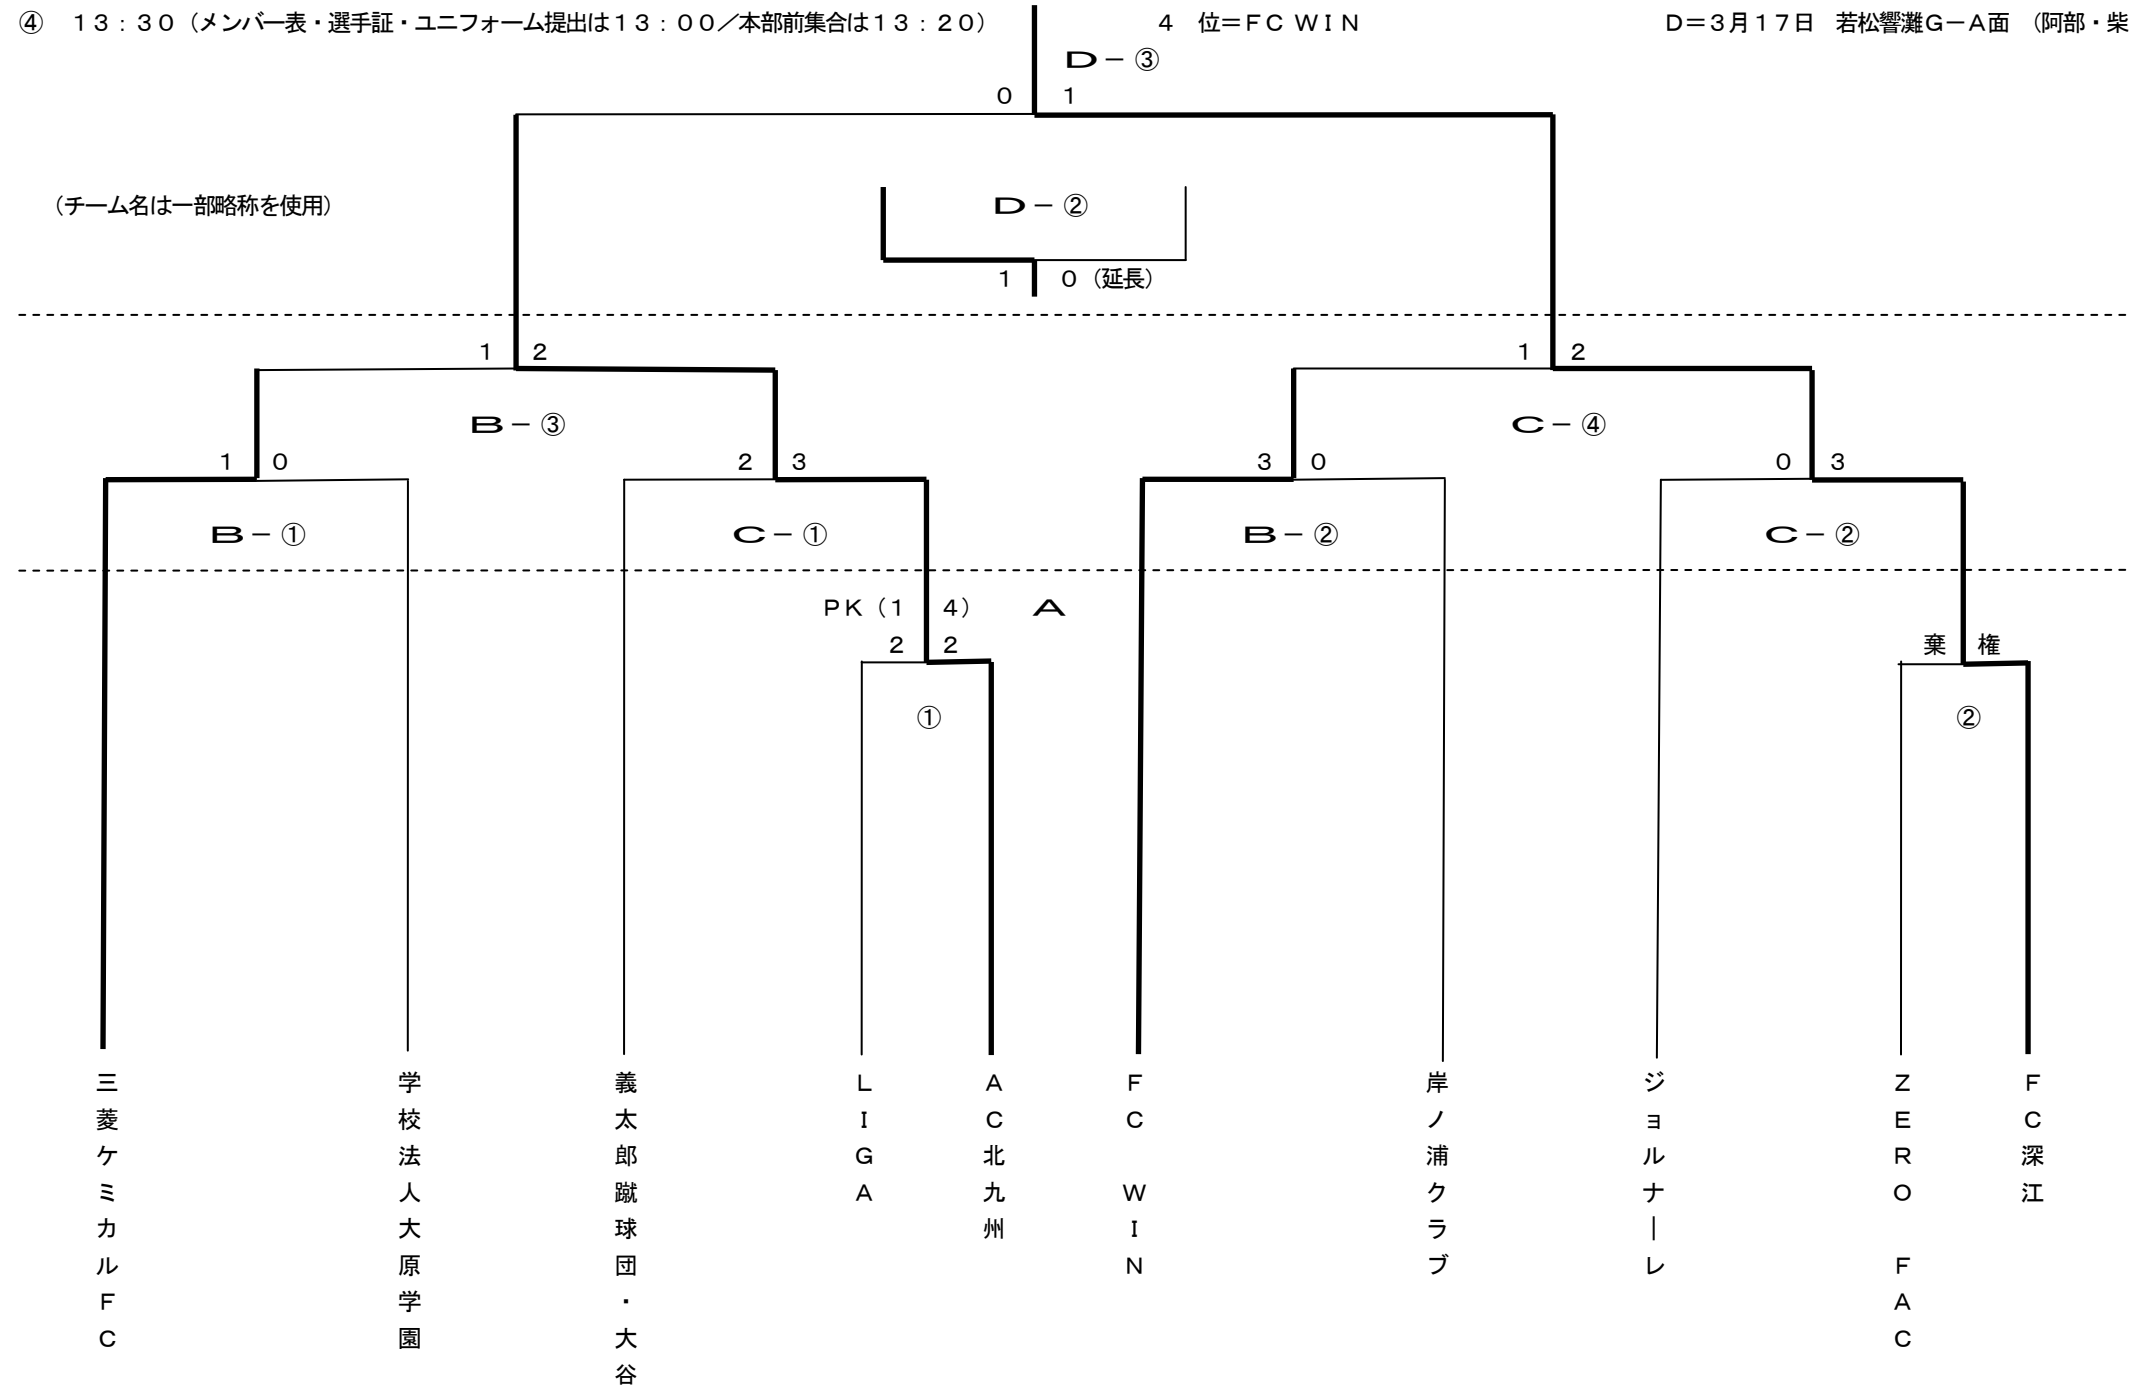 ④　１３：３０（メンバー表・選手証・ユニフォーム提出は１３：００／本部前集合は１３：２０）
４　位＝ＦＣ ＷＩＮ
Ｄ＝３月１７日　若松響灘Ｇ－Ａ面　（阿部・柴
Ｄ－③
０　１
（チーム名は一部略称を使用）
Ｄ－②
１　０（延長）
１　２
１　２
Ｂ－③
Ｃ－④
１　０
２　３
３　０
０　３
Ｂ－①
Ｃ－①
Ｂ－②
Ｃ－②
ＰＫ（１　４）
Ａ
２　２
棄　権
①
②
三菱ケミカルＦＣ
学校法人大原学園
義太郎蹴球団・大谷
ＬＩＧＡ
ＡＣ北九州
ＦＣ　ＷＩＮ
岸ノ浦クラブ
ジョルナーレ
ＺＥＲＯ　ＦＡＣ
ＦＣ深江